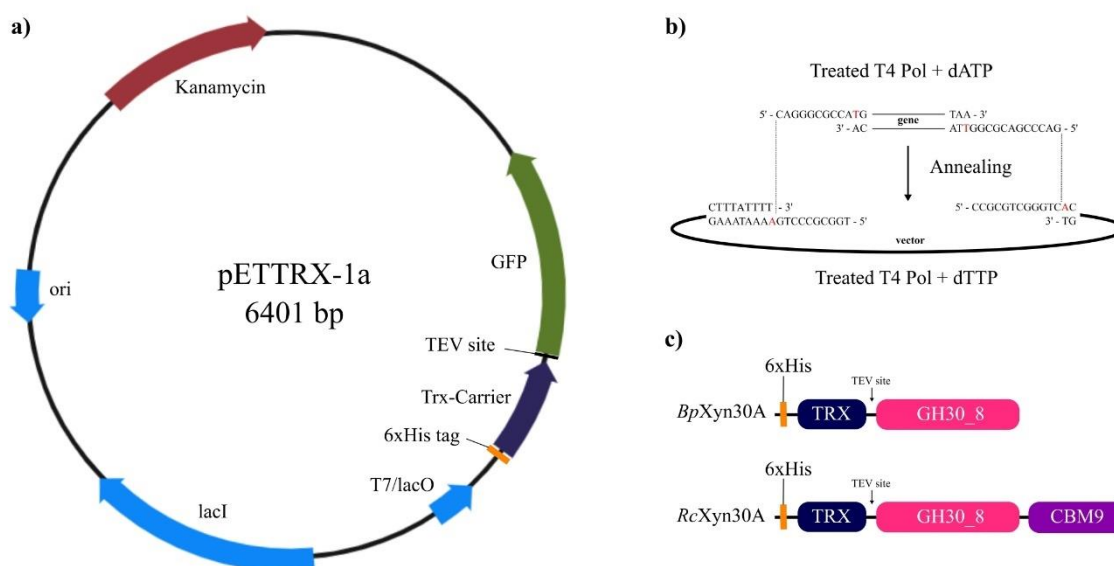 a)
Kanamycin
GFP
pETTRX-1a
6401 bp
ori
TEV site
Trx-Carrier
6xHis tag
T7/lacO
lacI
b)
Treated T4 Pol + dATP
5' - CAGGGCGCCATG
TAA - 3'
gene
3' - AC
ATTGGCGCAGCCCAG - 5'
Annealing
CTTTATTTT - 3'
5' - CCGCGTCGGGTCAC
GAAATAAAAGTCCCGCGGT - 5'
3' - TG
vector
Treated T4 Pol + dTTP
c)
6xHis
TEV site
BpXyn30A
TRX
GH30_8
6xHis
TEV site
RcXyn30A
TRX
GH30_8
CBM9